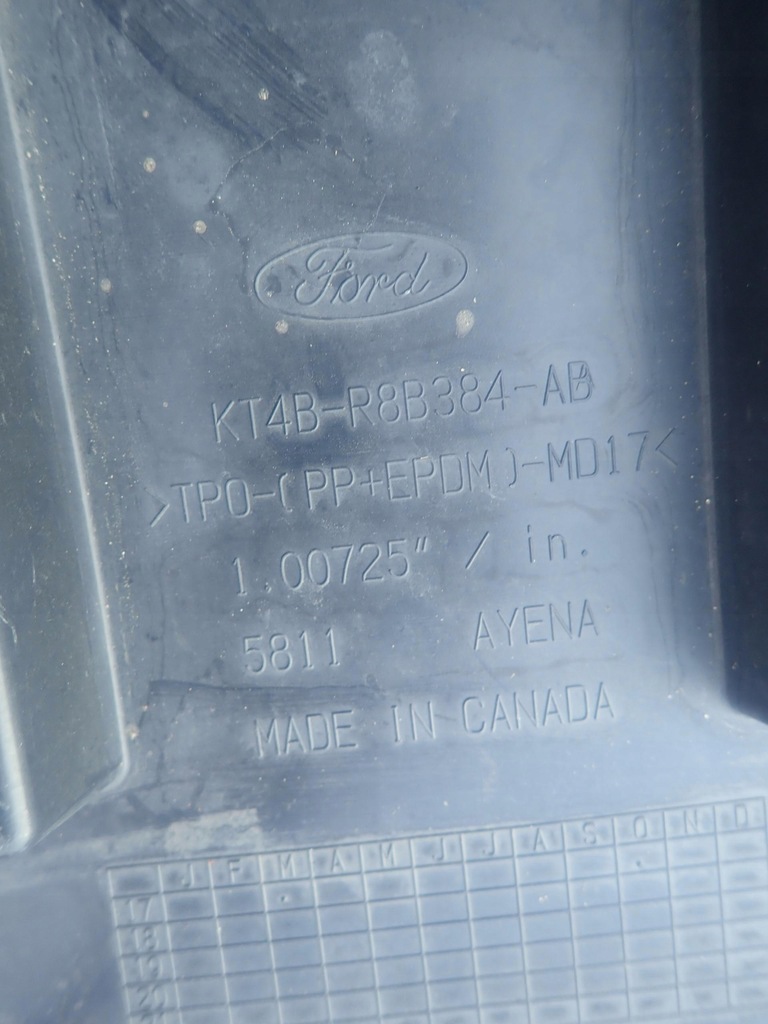 Ford
KT4B-R8B384-AB
>TPO-(PP+EPDM)-MD17<
1.00725" / in.
5811 AYENA
MADE IN CANADA
J F M A M J J A S O N D
17
18
19